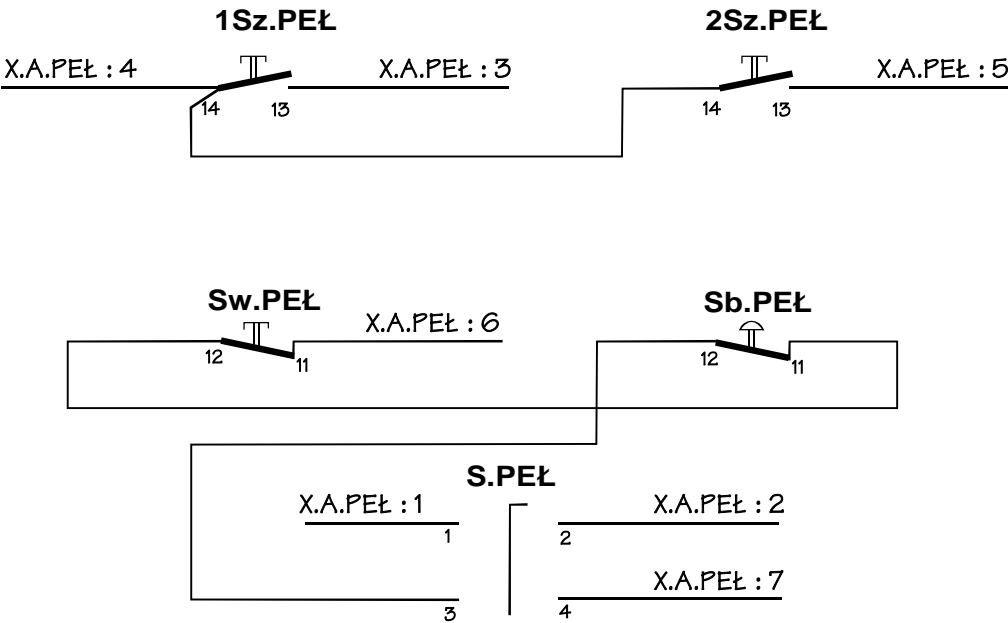 1Sz.PEŁ 2Sz.PEŁ
X.A.PEŁ : 4 X.A.PEŁ : 3 X.A.PEŁ : 5
14 13 14 13
Sw.PEŁ Sb.PEŁ
X.A.PEŁ : 6
12 11 12 11
S.PEŁ
X.A.PEŁ : 1 X.A.PEŁ : 2
1 2
X.A.PEŁ : 7
3 4